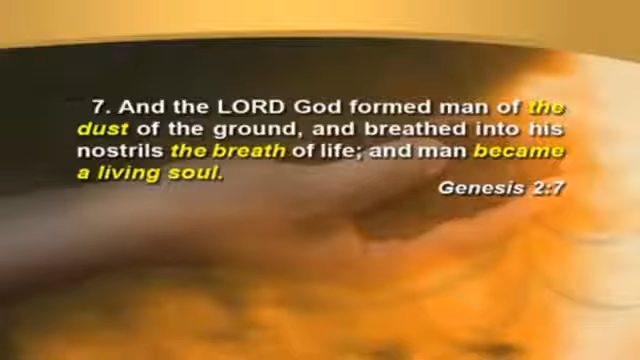 7. And the LORD God formed man of the
dust of the ground, and breathed into his
nostrils the breath of life; and man became
a living soul.
Genesis 2:7